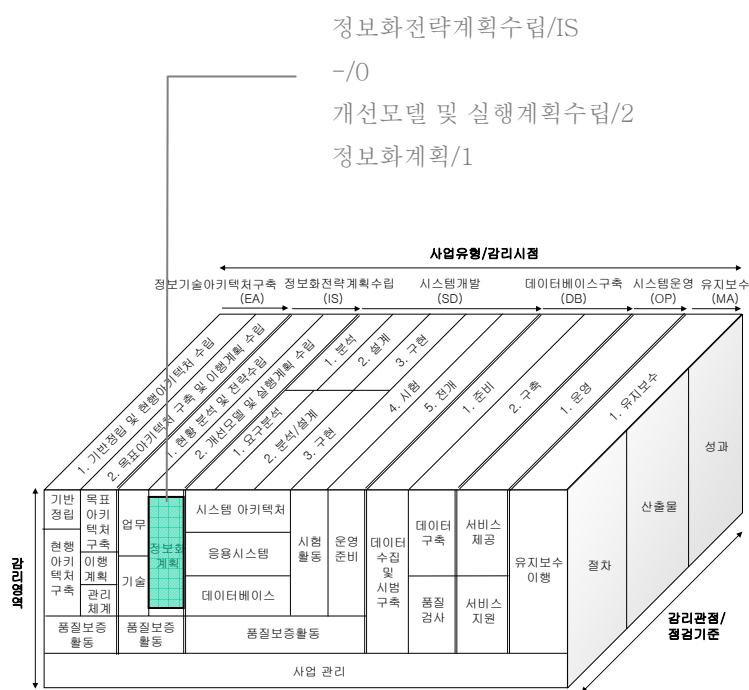 정보화전략계획수립/IS
-/0
개선모델 및 실행계획수립/2
정보화계획/1
사업유형/감리시점
정보기술아키텍처구축
(EA)
정보화전략계획수립
(IS)
시스템개발
(SD)
데이터베이스구축
(DB)
시스템운영
(OP)
유지보수
(MA)
1. 기반정립 및 현행아키텍처 수립
2. 목표아키텍처 구축 및 이행계획 수립
1. 현황 분석 및 전략수립
2. 개선모델 및 실행계획 수립
1. 분석
2. 설계
3. 구현
1. 요구분석
2. 분석/설계
3. 구현
4. 시험
5. 전개
1. 준비
2. 구축
1. 운영
1. 유지보수
감리영역
기반
정립
현행
아키
텍처
구축
목표
아키
텍처
구축
이행
계획
관리
체계
업무
기술
정보화
계획
시스템 아키텍처
응용시스템
데이터베이스
시험
활동
운영
준비
데이터
수집
및
시범
구축
데이터
구축
품질
검사
서비스
제공
서비스
지원
유지보수
이행
품질보증
활동
품질보증
활동
품질보증활동
사업 관리
절차
산출물
성과
감리관점/
점검기준